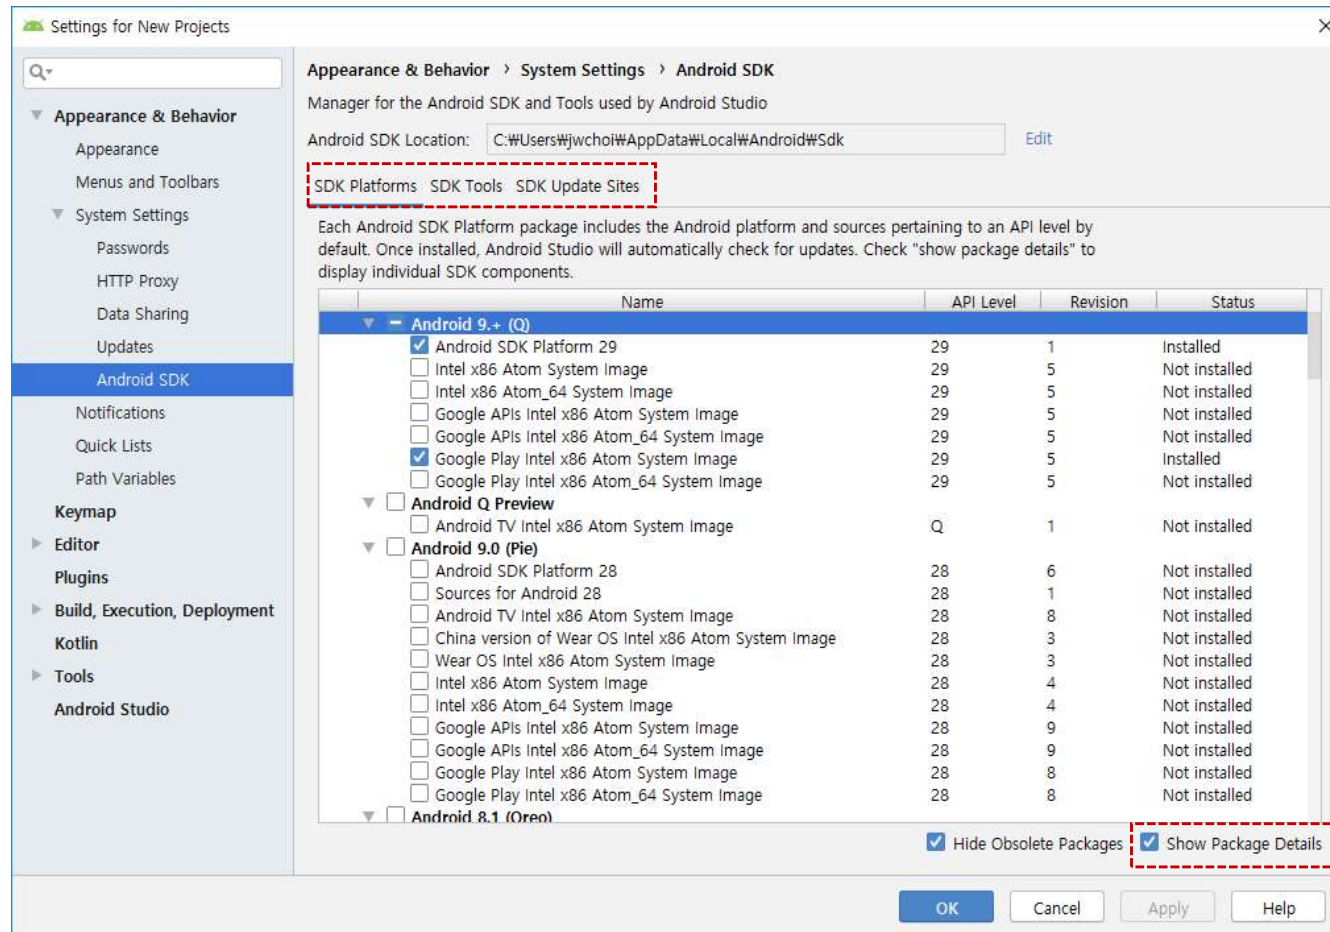 Settings for New Projects
Appearance & Behavior
Appearance
Menus and Toolbars
System Settings
Passwords
HTTP Proxy
Data Sharing
Updates
Android SDK
Notifications
Quick Lists
Path Variables
Keymap
Editor
Plugins
Build, Execution, Deployment
Kotlin
Tools
Android Studio
Appearance & Behavior › System Settings › Android SDK
Manager for the Android SDK and Tools used by Android Studio
Android SDK Location: C:₩Users₩jwchoi₩AppData₩Local₩Android₩Sdk Edit
SDK Platforms SDK Tools SDK Update Sites
Each Android SDK Platform package includes the Android platform and sources pertaining to an API level by
default. Once installed, Android Studio will automatically check for updates. Check "show package details" to
display individual SDK components.
Name API Level Revision Status
Android 9.+ (Q)
Android SDK Platform 29 29 1 Installed
Intel x86 Atom System Image 29 5 Not installed
Intel x86 Atom_64 System Image 29 5 Not installed
Google APIs Intel x86 Atom System Image 29 5 Not installed
Google APIs Intel x86 Atom_64 System Image 29 5 Not installed
Google Play Intel x86 Atom System Image 29 5 Installed
Google Play Intel x86 Atom_64 System Image 29 5 Not installed
Android Q Preview
Android TV Intel x86 Atom System Image Q 1 Not installed
Android 9.0 (Pie)
Android SDK Platform 28 28 6 Not installed
Sources for Android 28 28 1 Not installed
Android TV Intel x86 Atom System Image 28 8 Not installed
China version of Wear OS Intel x86 Atom System Image 28 3 Not installed
Wear OS Intel x86 Atom System Image 28 3 Not installed
Intel x86 Atom System Image 28 4 Not installed
Intel x86 Atom_64 System Image 28 4 Not installed
Google APIs Intel x86 Atom System Image 28 9 Not installed
Google APIs Intel x86 Atom_64 System Image 28 9 Not installed
Google Play Intel x86 Atom System Image 28 8 Not installed
Google Play Intel x86 Atom_64 System Image 28 8 Not installed
Android 8.1 (Oreo)
Hide Obsolete Packages Show Package Details
OK Cancel Apply Help